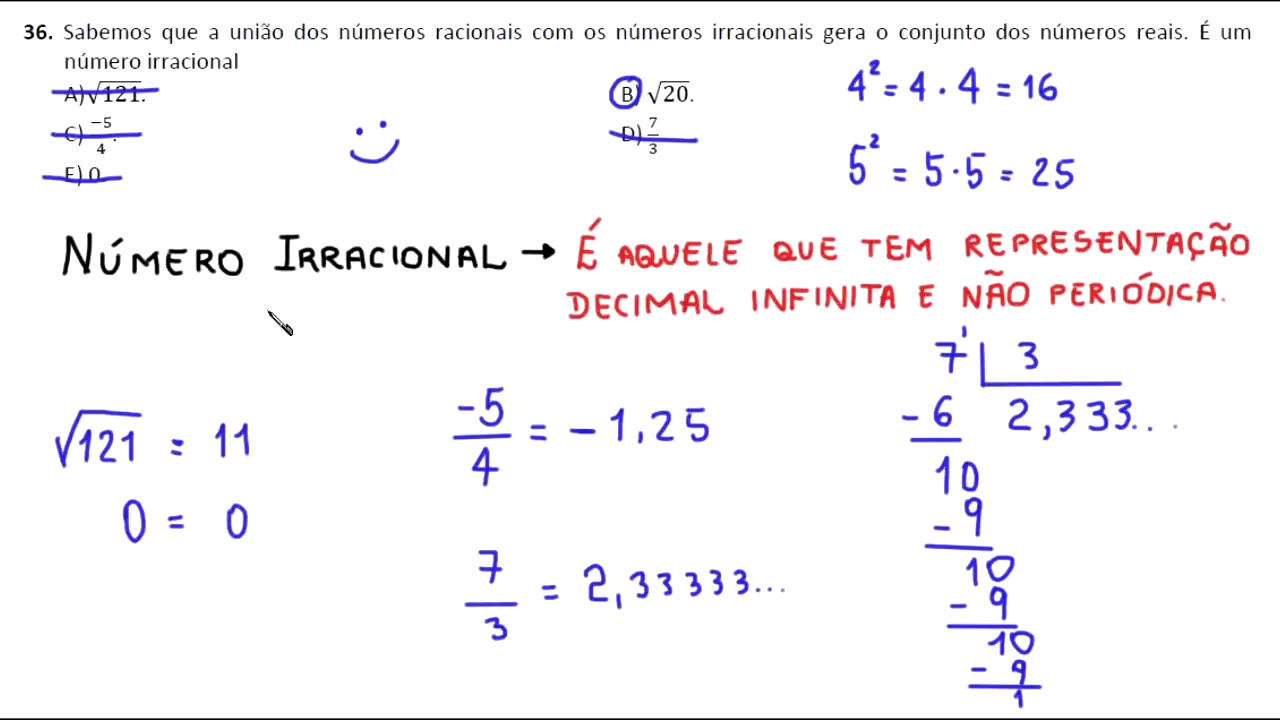 36. Sabemos que a união dos números racionais com os números irracionais gera o conjunto dos números reais. É um
número irracional
A) √121.
B) √20.
C) -5/4.
D) 7/3
E) 0.
4² = 4 · 4 = 16
5² = 5 · 5 = 25
NÚMERO IRRACIONAL → É AQUELE QUE TEM REPRESENTAÇÃO
DECIMAL INFINITA E NÃO PERIÓDICA.
√121 = 11
0 = 0
-5/4 = -1,25
7/3 = 2,33333...
7' | 3
- 6 2,333...
10
- 9
10
- 9
10
- 9
1